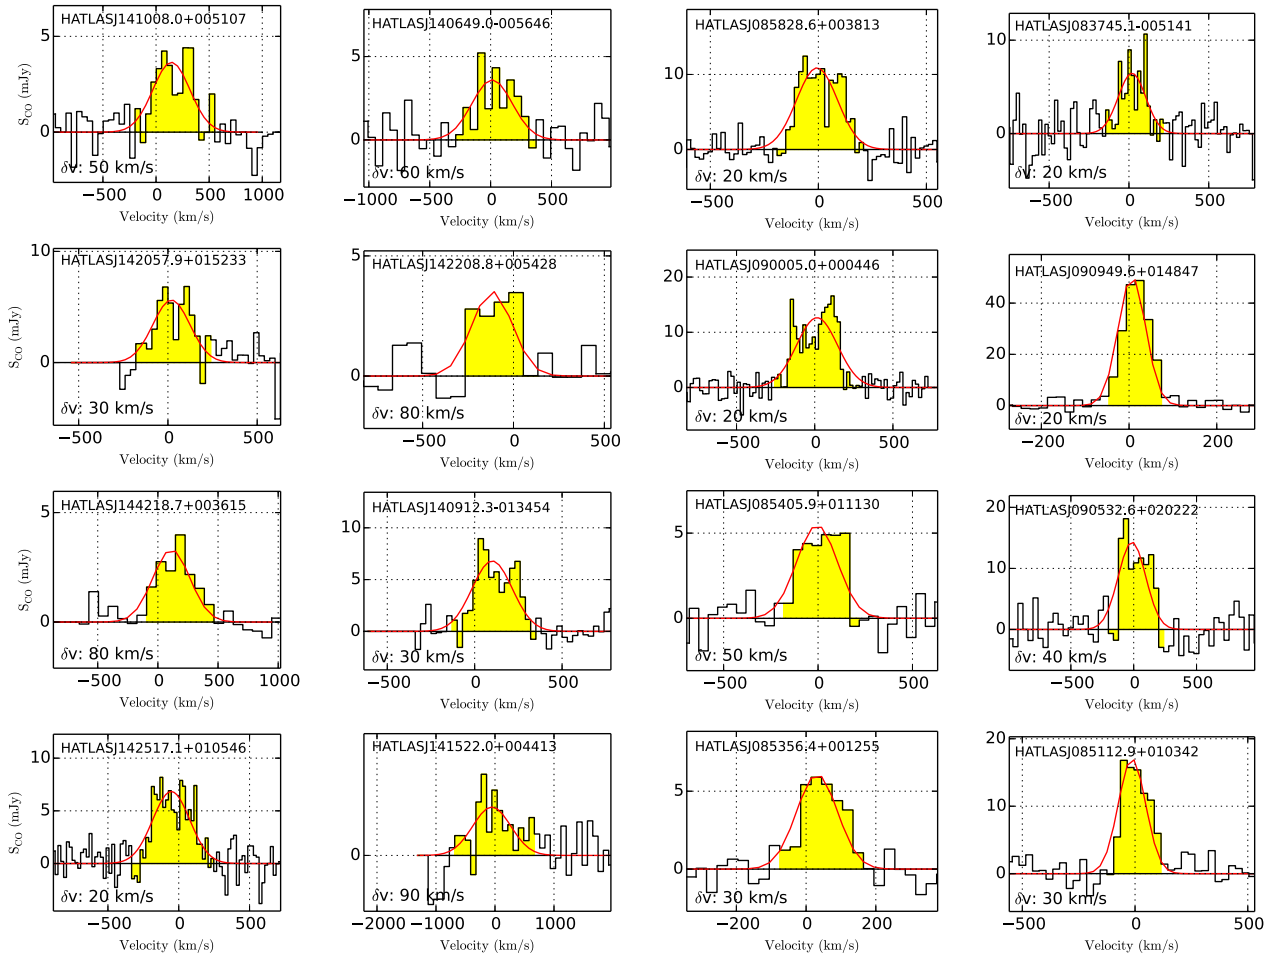 HATLASJ141008.0+005107
5
0
S_CO (mJy)
δv: 50 km/s
−500 0 500 1000
Velocity (km/s)
HATLASJ140649.0-005646
5
0
δv: 60 km/s
−1000 −500 0 500
Velocity (km/s)
HATLASJ085828.6+003813
10
0
δv: 20 km/s
−500 0 500
Velocity (km/s)
HATLASJ083745.1-005141
10
0
δv: 20 km/s
−500 0 500
Velocity (km/s)
HATLASJ142057.9+015233
10
5
0
S_CO (mJy)
δv: 30 km/s
−500 0 500
Velocity (km/s)
HATLASJ142208.8+005428
5
0
δv: 80 km/s
−500 0 500
Velocity (km/s)
HATLASJ090005.0+000446
20
10
0
δv: 20 km/s
−500 0 500
Velocity (km/s)
HATLASJ090949.6+014847
40
20
0
δv: 20 km/s
−200 0 200
Velocity (km/s)
HATLASJ144218.7+003615
5
0
S_CO (mJy)
δv: 80 km/s
−500 0 500 1000
Velocity (km/s)
HATLASJ140912.3-013454
10
5
0
δv: 30 km/s
−500 0 500
Velocity (km/s)
HATLASJ085405.9+011130
5
0
δv: 50 km/s
−500 0 500
Velocity (km/s)
HATLASJ090532.6+020222
20
10
0
δv: 40 km/s
−500 0 500
Velocity (km/s)
HATLASJ142517.1+010546
10
5
0
S_CO (mJy)
δv: 20 km/s
−500 0 500
Velocity (km/s)
HATLASJ141522.0+004413
0
δv: 90 km/s
−2000 −1000 0 1000
Velocity (km/s)
HATLASJ085356.4+001255
5
0
δv: 30 km/s
−200 0 200
Velocity (km/s)
HATLASJ085112.9+010342
20
10
0
δv: 30 km/s
−500 0 500
Velocity (km/s)